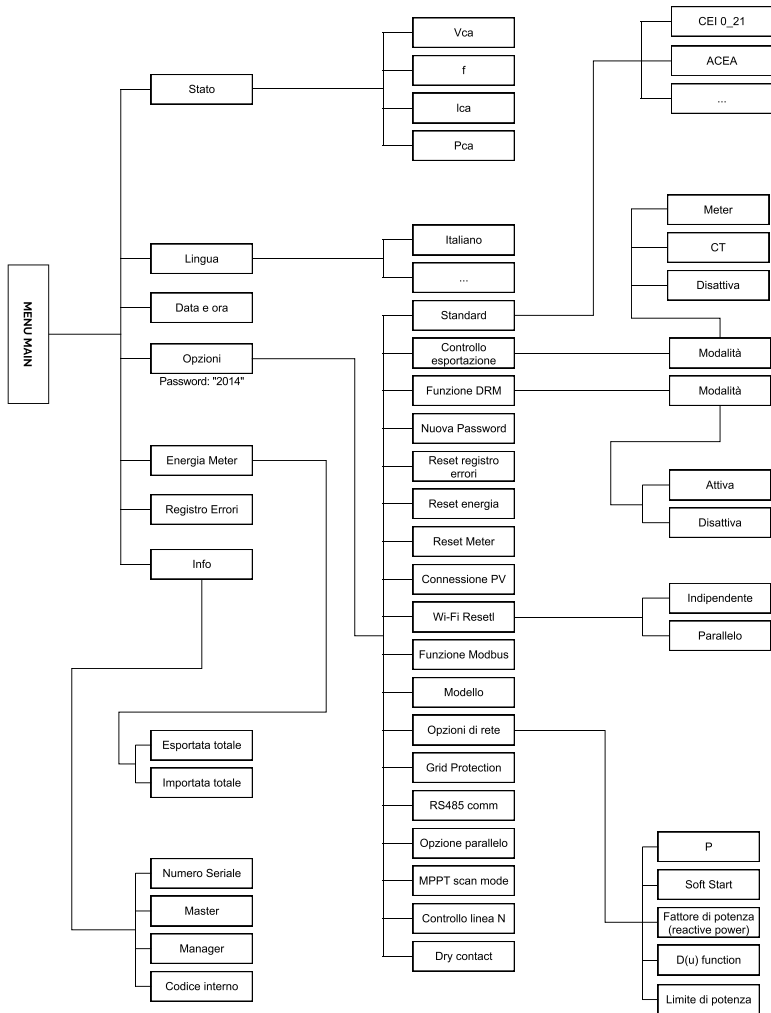 MENU MAIN
Stato
Vca
f
Ica
Pca
Lingua
Italiano
...
Data e ora
Opzioni
Password: "2014"
Standard
CEI 0_21
ACEA
...
Controllo
esportazione
Modalità
Meter
CT
Disattiva
Funzione DRM
Modalità
Attiva
Disattiva
Nuova Password
Reset registro
errori
Reset energia
Reset Meter
Connessione PV
Wi-Fi Resetl
Indipendente
Parallelo
Funzione Modbus
Modello
Opzioni di rete
P
Soft Start
Fattore di potenza
(reactive power)
D(u) function
Limite di potenza
Grid Protection
RS485 comm
Opzione parallelo
MPPT scan mode
Controllo linea N
Dry contact
Energia Meter
Esportata totale
Importata totale
Registro Errori
Info
Numero Seriale
Master
Manager
Codice interno